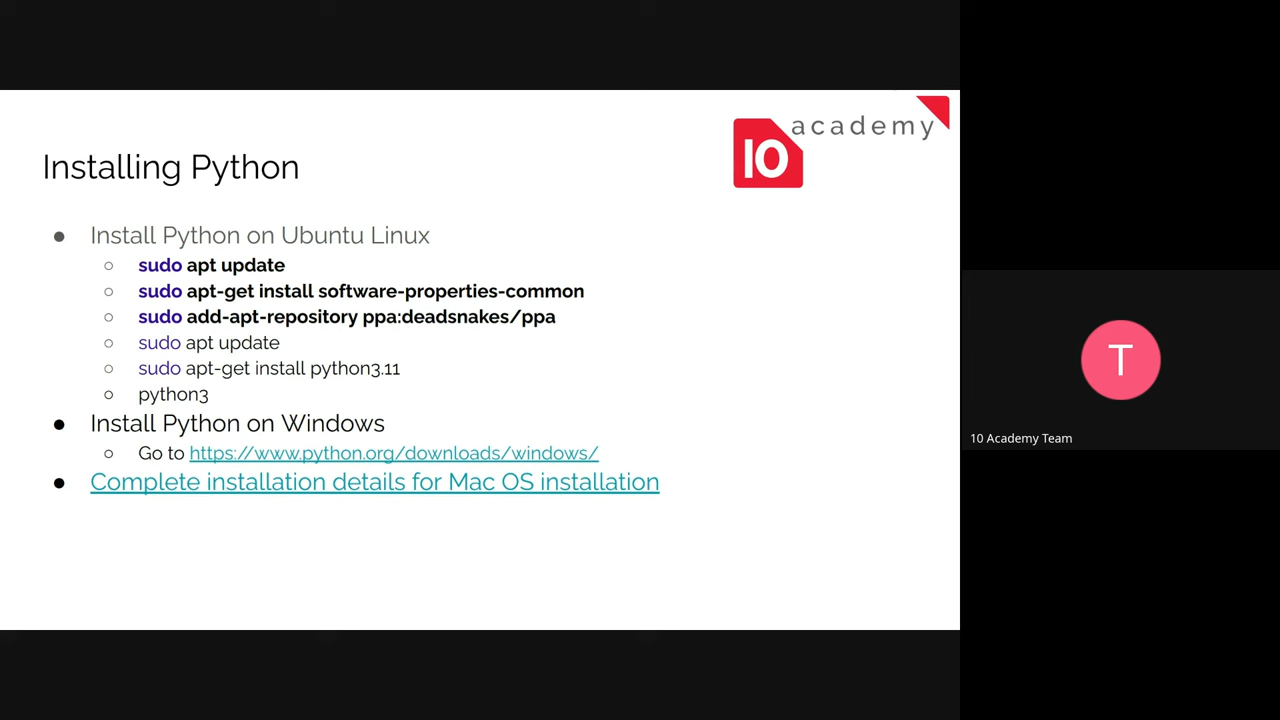 academy
10
Installing Python
● Install Python on Ubuntu Linux
○ sudo apt update
○ sudo apt-get install software-properties-common
○ sudo add-apt-repository ppa:deadsnakes/ppa
○ sudo apt update
○ sudo apt-get install python3.11
○ python3
● Install Python on Windows
○ Go to https://www.python.org/downloads/windows/
● Complete installation details for Mac OS installation
T
10 Academy Team